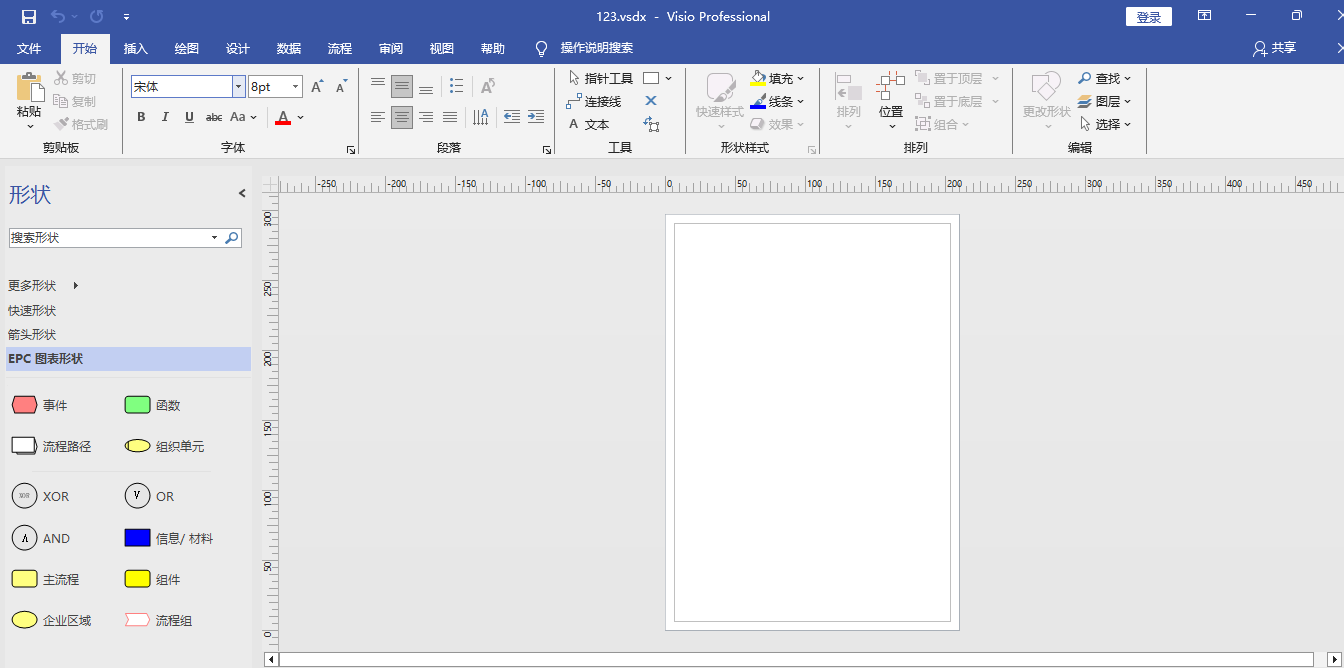 123.vsdx - Visio Professional
登录
文件 开始 插入 绘图 设计 数据 流程 审阅 视图 帮助 操作说明搜索 共享
粘贴
剪切
复制
格式刷
剪贴板
宋体 8pt A A
B I U abc Aa A
字体
A
段落
指针工具
连接线
A 文本
工具
快速样式
填充
线条
效果
形状样式
排列
位置
置于顶层
置于底层
组合
排列
更改形状
查找
图层
选择
编辑
形状
搜索形状
更多形状
快速形状
箭头形状
EPC 图表形状
事件 函数
流程路径 组织单元
XOR XOR V OR
Λ AND 信息/ 材料
主流程 组件
企业区域 流程组
-250 -200 -150 -100 -50 0 50 100 150 200 250 300 350 400 450
300
250
200
150
100
50
0